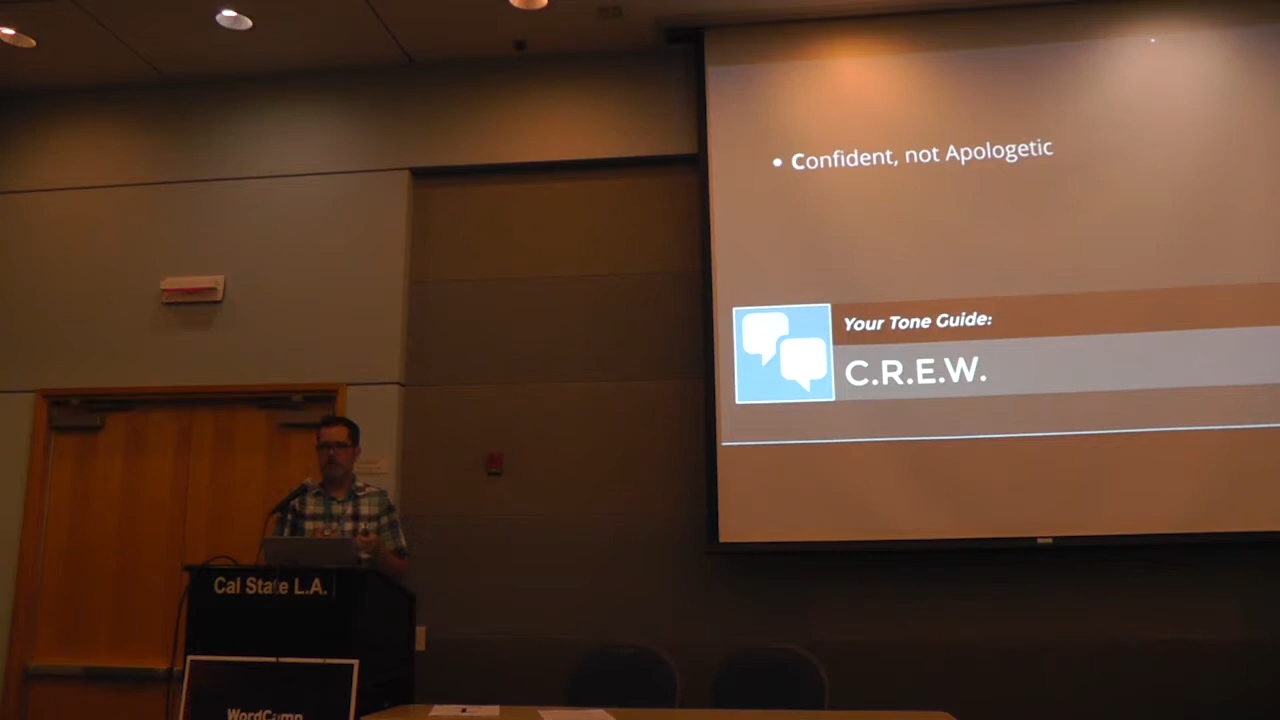 • Confident, not Apologetic
Your Tone Guide:
C.R.E.W.
Cal State L.A.
WordCamp